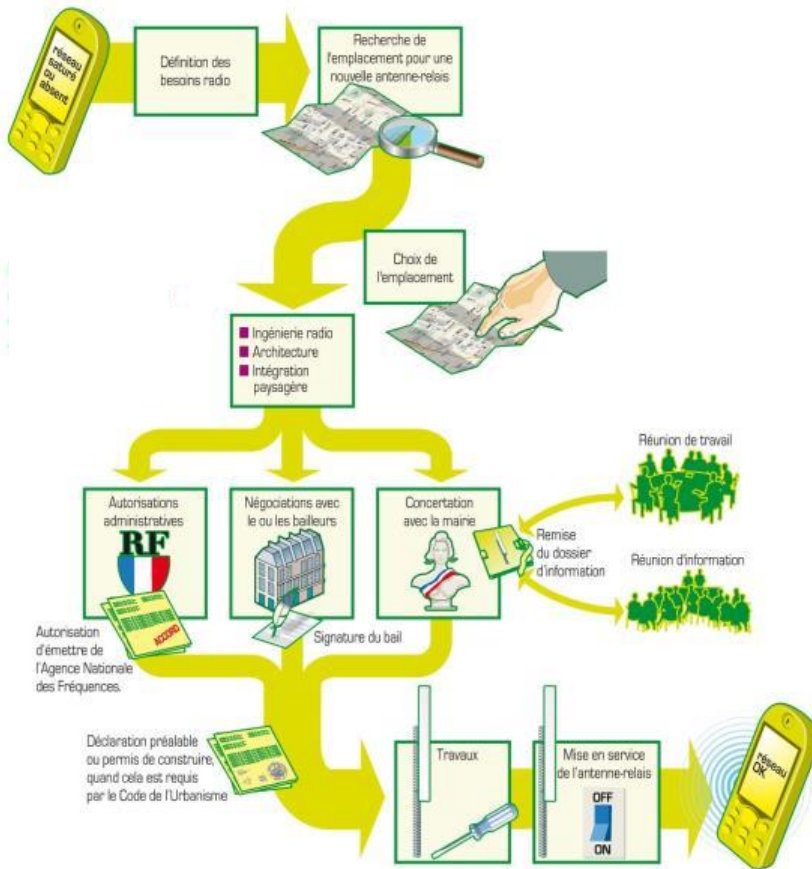 réseau
saturé
ou
absent
Définition des
besoins radio
Recherche de
l'emplacement pour une
nouvelle antenne-relais
Choix de
l'emplacement
Ingénierie radio
Architecture
Intégration
paysagère
Autorisations
administratives
RF
ACCORD
Autorisation
d'émettre de
l'Agence Nationale
des Fréquences.
Négociations avec
le ou les bailleurs
Signature du bail
Concertation
avec la mairie
Remise
du dossier
d'information
Réunion de travail
Réunion d'information
Déclaration préalable
ou permis de construire,
quand cela est requis
par le Code de l'Urbanisme
Travaux
Mise en service
de l'antenne-relais
OFF
ON
réseau
OK